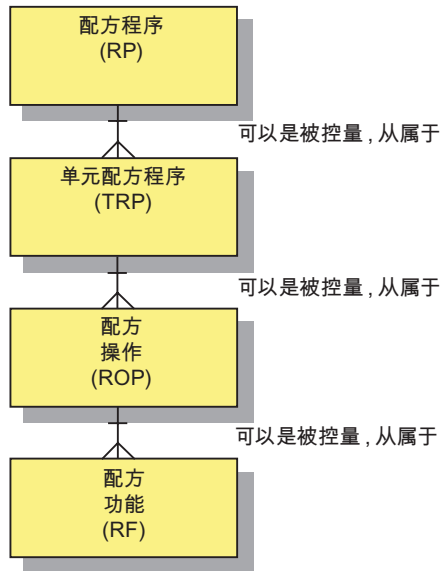 配方程序
(RP)
可以是被控量,从属于
单元配方程序
(TRP)
可以是被控量,从属于
配方
操作
(ROP)
可以是被控量,从属于
配方
功能
(RF)